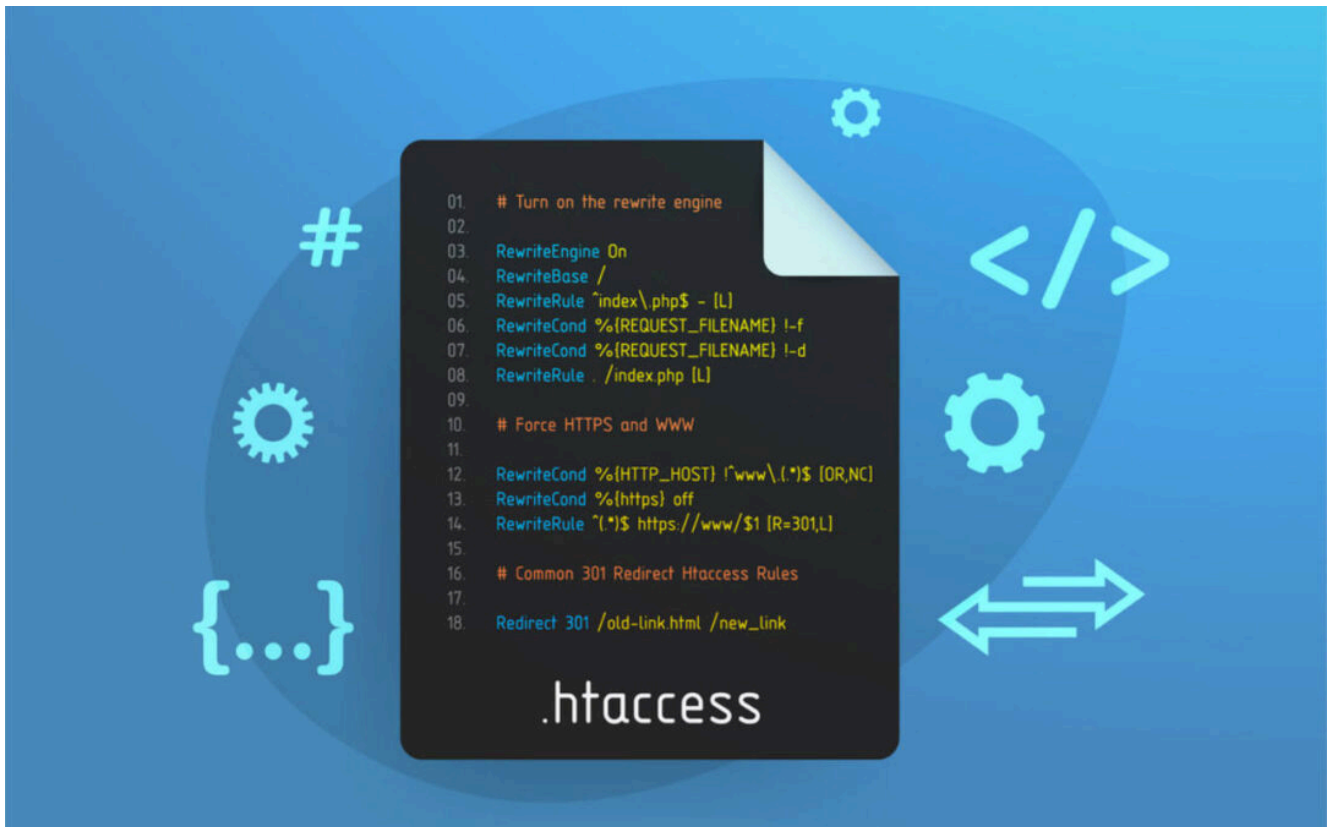 #
</>
{...}
01. # Turn on the rewrite engine
02.
03. RewriteEngine On
04. RewriteBase /
05. RewriteRule ^index\.php$ - [L]
06. RewriteCond %{REQUEST_FILENAME} !-f
07. RewriteCond %{REQUEST_FILENAME} !-d
08. RewriteRule . /index.php [L]
09.
10. # Force HTTPS and WWW
11.
12. RewriteCond %{HTTP_HOST} !^www\.(.*)$ [OR,NC]
13. RewriteCond %{https} off
14. RewriteRule ^(.*)$ https://www/$1 [R=301,L]
15.
16. # Common 301 Redirect Htaccess Rules
17.
18. Redirect 301 /old-link.html /new_link
.htaccess